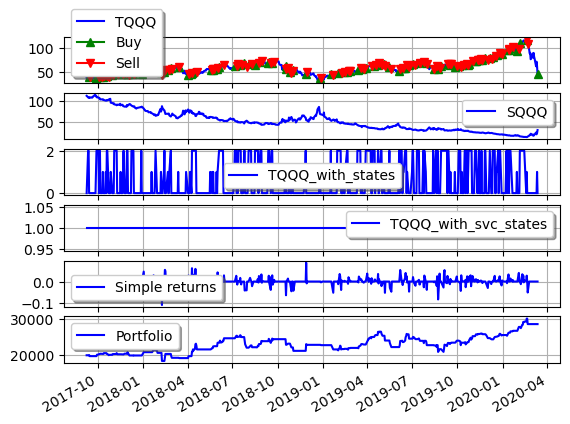 TQQQ
Buy
Sell
100
50
SQQQ
100
50
TQQQ_with_states
2
0
TQQQ_with_svc_states
1.05
1.00
0.95
Simple returns
0.0
−0.1
Portfolio
30000
20000
2017-10 2018-01 2018-04 2018-07 2018-10 2019-01 2019-04 2019-07 2019-10 2020-01 2020-04